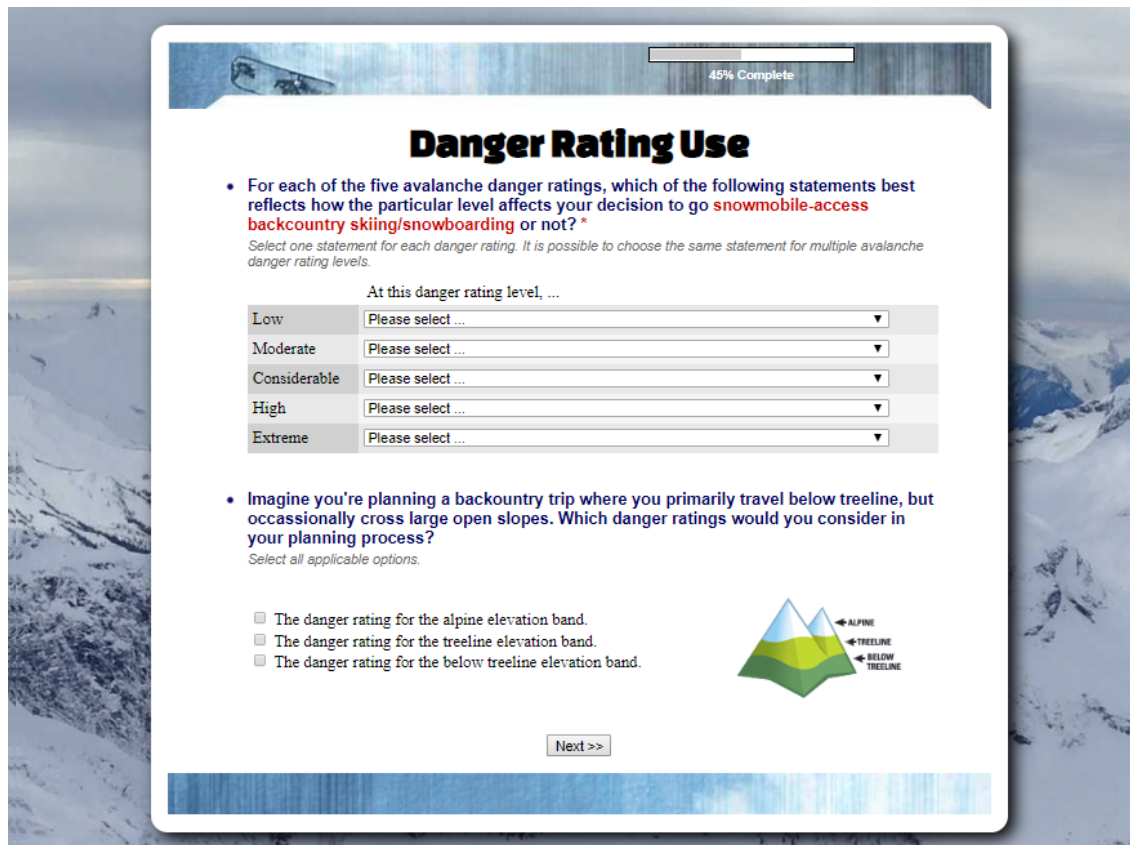 45% Complete
Danger Rating Use
• For each of the five avalanche danger ratings, which of the following statements best
reflects how the particular level affects your decision to go snowmobile-access
backcountry skiing/snowboarding or not? *
Select one statement for each danger rating. It is possible to choose the same statement for multiple avalanche
danger rating levels.
At this danger rating level, ...
Low Please select ...
Moderate Please select ...
Considerable Please select ...
High Please select ...
Extreme Please select ...
• Imagine you're planning a backountry trip where you primarily travel below treeline, but
occassionally cross large open slopes. Which danger ratings would you consider in
your planning process?
Select all applicable options.
The danger rating for the alpine elevation band.
The danger rating for the treeline elevation band.
The danger rating for the below treeline elevation band.
ALPINE
TREELINE
BELOW
TREELINE
Next >>